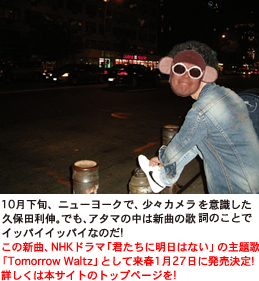 10月下旬、ニューヨークで、少々カメラを意識した
久保田利伸。でも、アタマの中は新曲の歌詞のことで
イッパイイッパイなのだ!
この新曲、NHKドラマ「君たちに明日はない」の主題歌
「Tomorrow Waltz」として来春1月27日に発売決定!
詳しくは本サイトのトップページを!